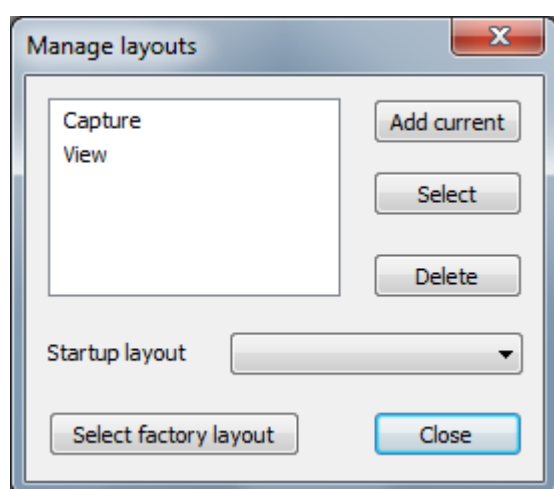 Manage layouts
Capture
View
Add current
Select
Delete
Startup layout
Select factory layout
Close